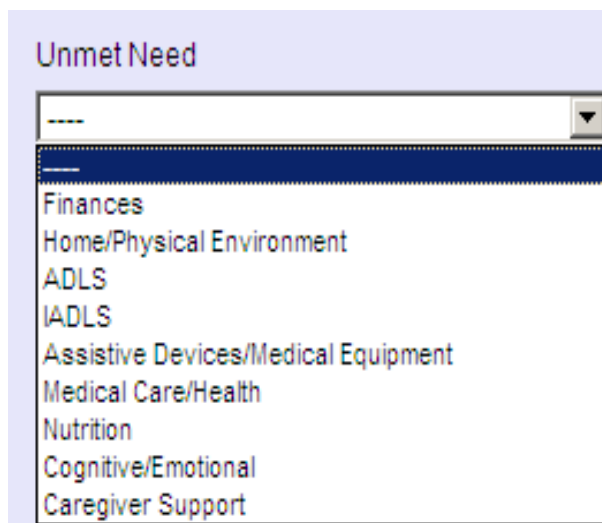 Unmet Need
----
----
Finances
Home/Physical Environment
ADLS
IADLS
Assistive Devices/Medical Equipment
Medical Care/Health
Nutrition
Cognitive/Emotional
Caregiver Support